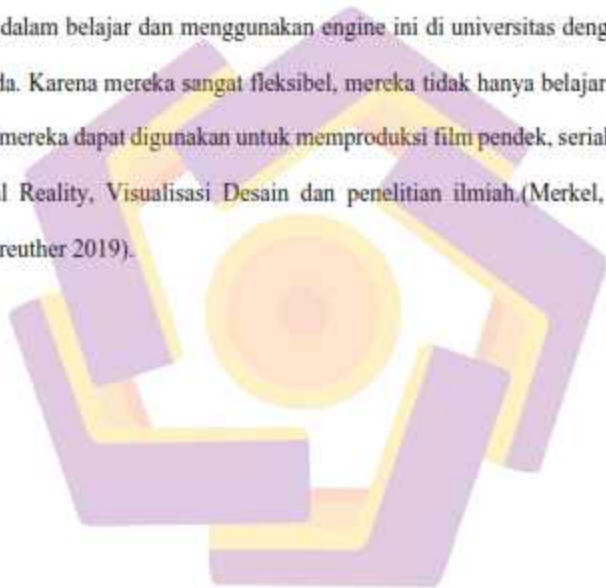 dalam belajar dan menggunakan engine ini di universitas deng
da. Karena mereka sangat fleksibel, mereka tidak hanya belajar
mereka dapat digunakan untuk memproduksi film pendek, serial
l Reality, Visualisasi Desain dan penelitian ilmiah.(Merkel,
reuther 2019).